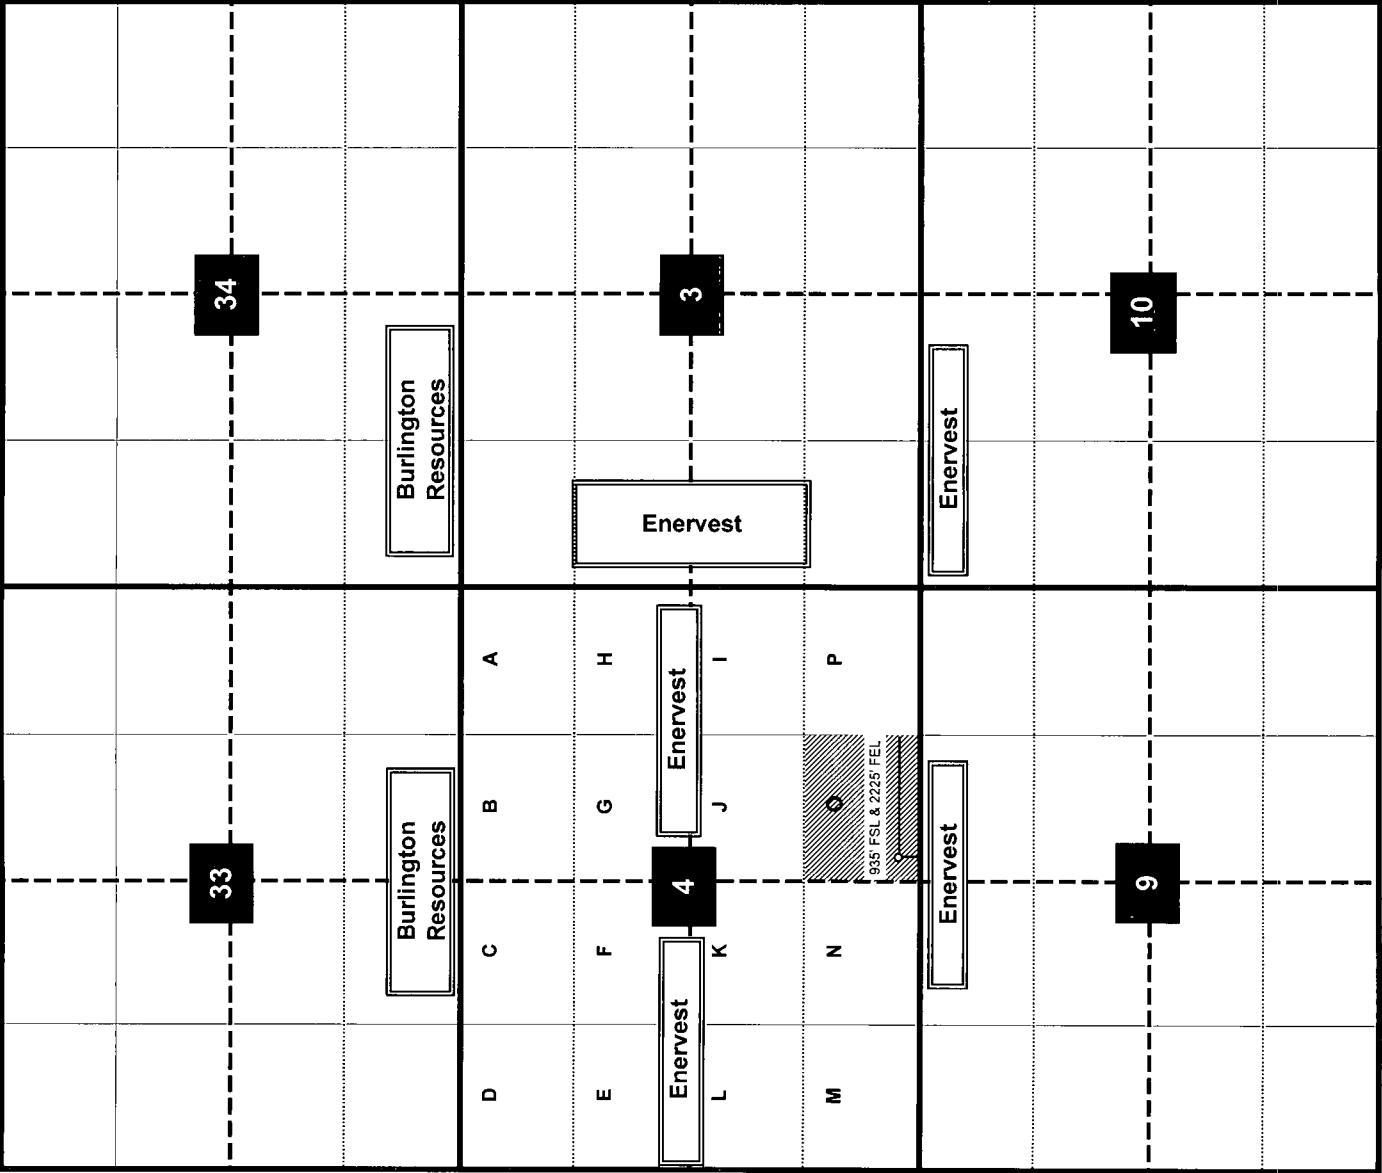 33
34
Burlington
Resources
Burlington
Resources
D C B A
E F G H
Enervest
4
Enervest
Enervest
3
L K J I
M N O P
935' FSL & 2225' FEL
Enervest
Enervest
9
10